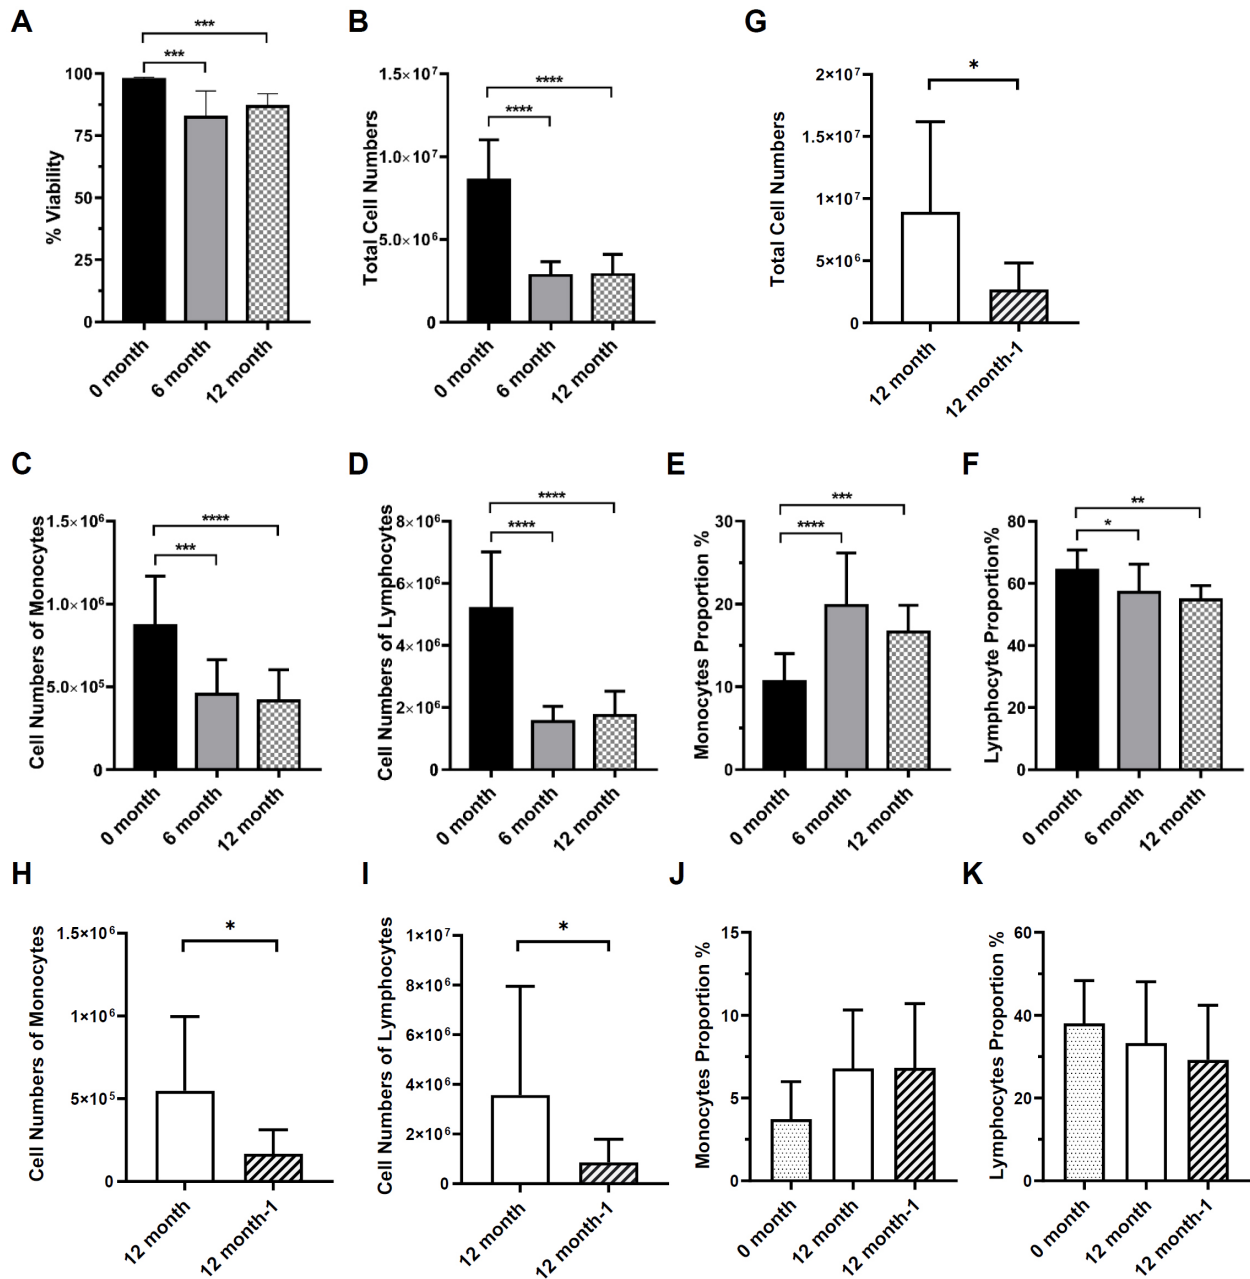 A
B
G
***
***
% Viability
100
75
50
25
0
0 month
6 month
12 month
****
****
Total Cell Numbers
1.5×10⁷
1.0×10⁷
5.0×10⁶
0
0 month
6 month
12 month
*
Total Cell Numbers
2×10⁷
1.5×10⁷
1×10⁷
5×10⁶
0
12 month
12 month-1
C
D
E
F
****
***
Cell Numbers of Monocytes
1.5×10⁶
1.0×10⁶
5.0×10⁵
0
0 month
6 month
12 month
****
****
Cell Numbers of Lymphocytes
8×10⁶
6×10⁶
4×10⁶
2×10⁶
0
0 month
6 month
12 month
***
****
Monocytes Proportion %
30
20
10
0
0 month
6 month
12 month
**
*
Lymphocyte Proportion%
80
60
40
20
0
0 month
6 month
12 month
H
I
J
K
*
Cell Numbers of Monocytes
1.5×10⁶
1×10⁶
5×10⁵
0
12 month
12 month-1
*
Cell Numbers of Lymphocytes
1×10⁷
8×10⁶
6×10⁶
4×10⁶
2×10⁶
0
12 month
12 month-1
Monocytes Proportion %
15
10
5
0
0 month
12 month
12 month-1
Lymphocytes Proportion %
60
40
20
0
0 month
12 month
12 month-1